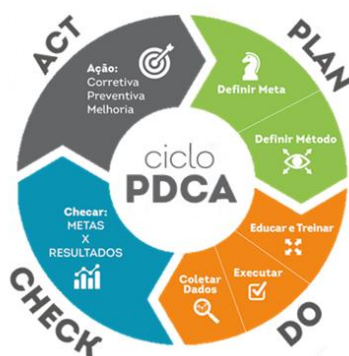 ACT
PLAN
Ação:
Corretiva
Preventiva
Melhoria
Definir Meta
Definir Método
ciclo
PDCA
Checar:
METAS
X
RESULTADOS
Educar e Treinar
Executar
Coletar
Dados
CHECK
DO